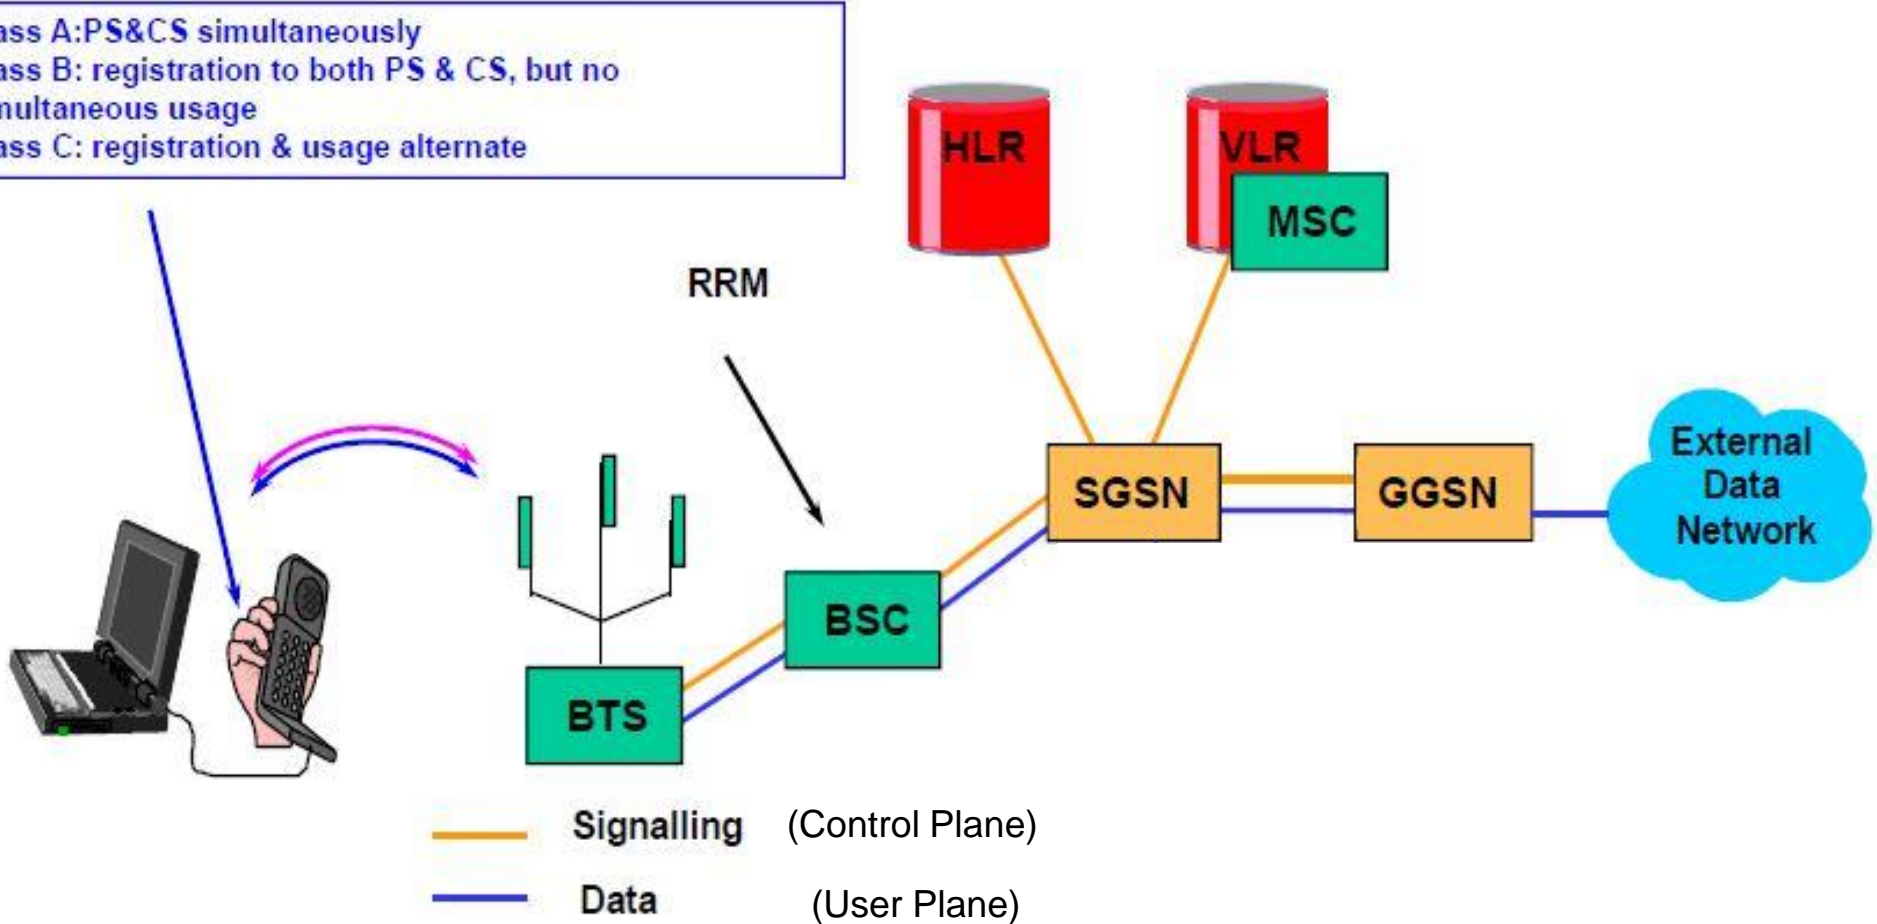 ass A:PS&CS simultaneously
ass B: registration to both PS & CS, but no
multaneous usage
ass C: registration & usage alternate
HLR
VLR
MSC
RRM
External
Data
Network
SGSN
GGSN
BSC
BTS
Signalling (Control Plane)
Data (User Plane)